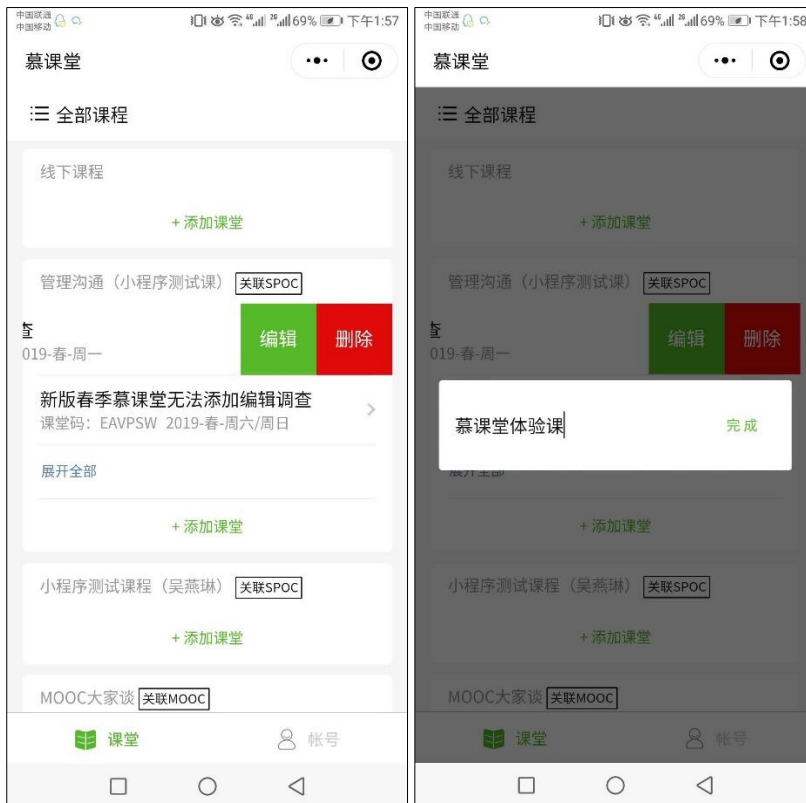 中国联通
中国移动
46 26 69% 下午1:57
慕课堂
全部课程
线下课程
+ 添加课堂
管理沟通（小程序测试课） 关联SPOC
查
019-春-周一
编辑 删除
新版春季慕课堂无法添加编辑调查
课堂码：EAVPSW 2019-春-周六/周日
展开全部
+ 添加课堂
小程序测试课程（吴燕琳） 关联SPOC
+ 添加课堂
MOOC大家谈 关联MOOC
课堂 帐号
中国联通
中国移动
46 26 69% 下午1:58
慕课堂
全部课程
线下课程
+ 添加课堂
管理沟通（小程序测试课） 关联SPOC
查
019-春-周一
编辑 删除
慕课堂体验课 完成
展开全部
+ 添加课堂
小程序测试课程（吴燕琳） 关联SPOC
+ 添加课堂
MOOC大家谈 关联MOOC
课堂 帐号